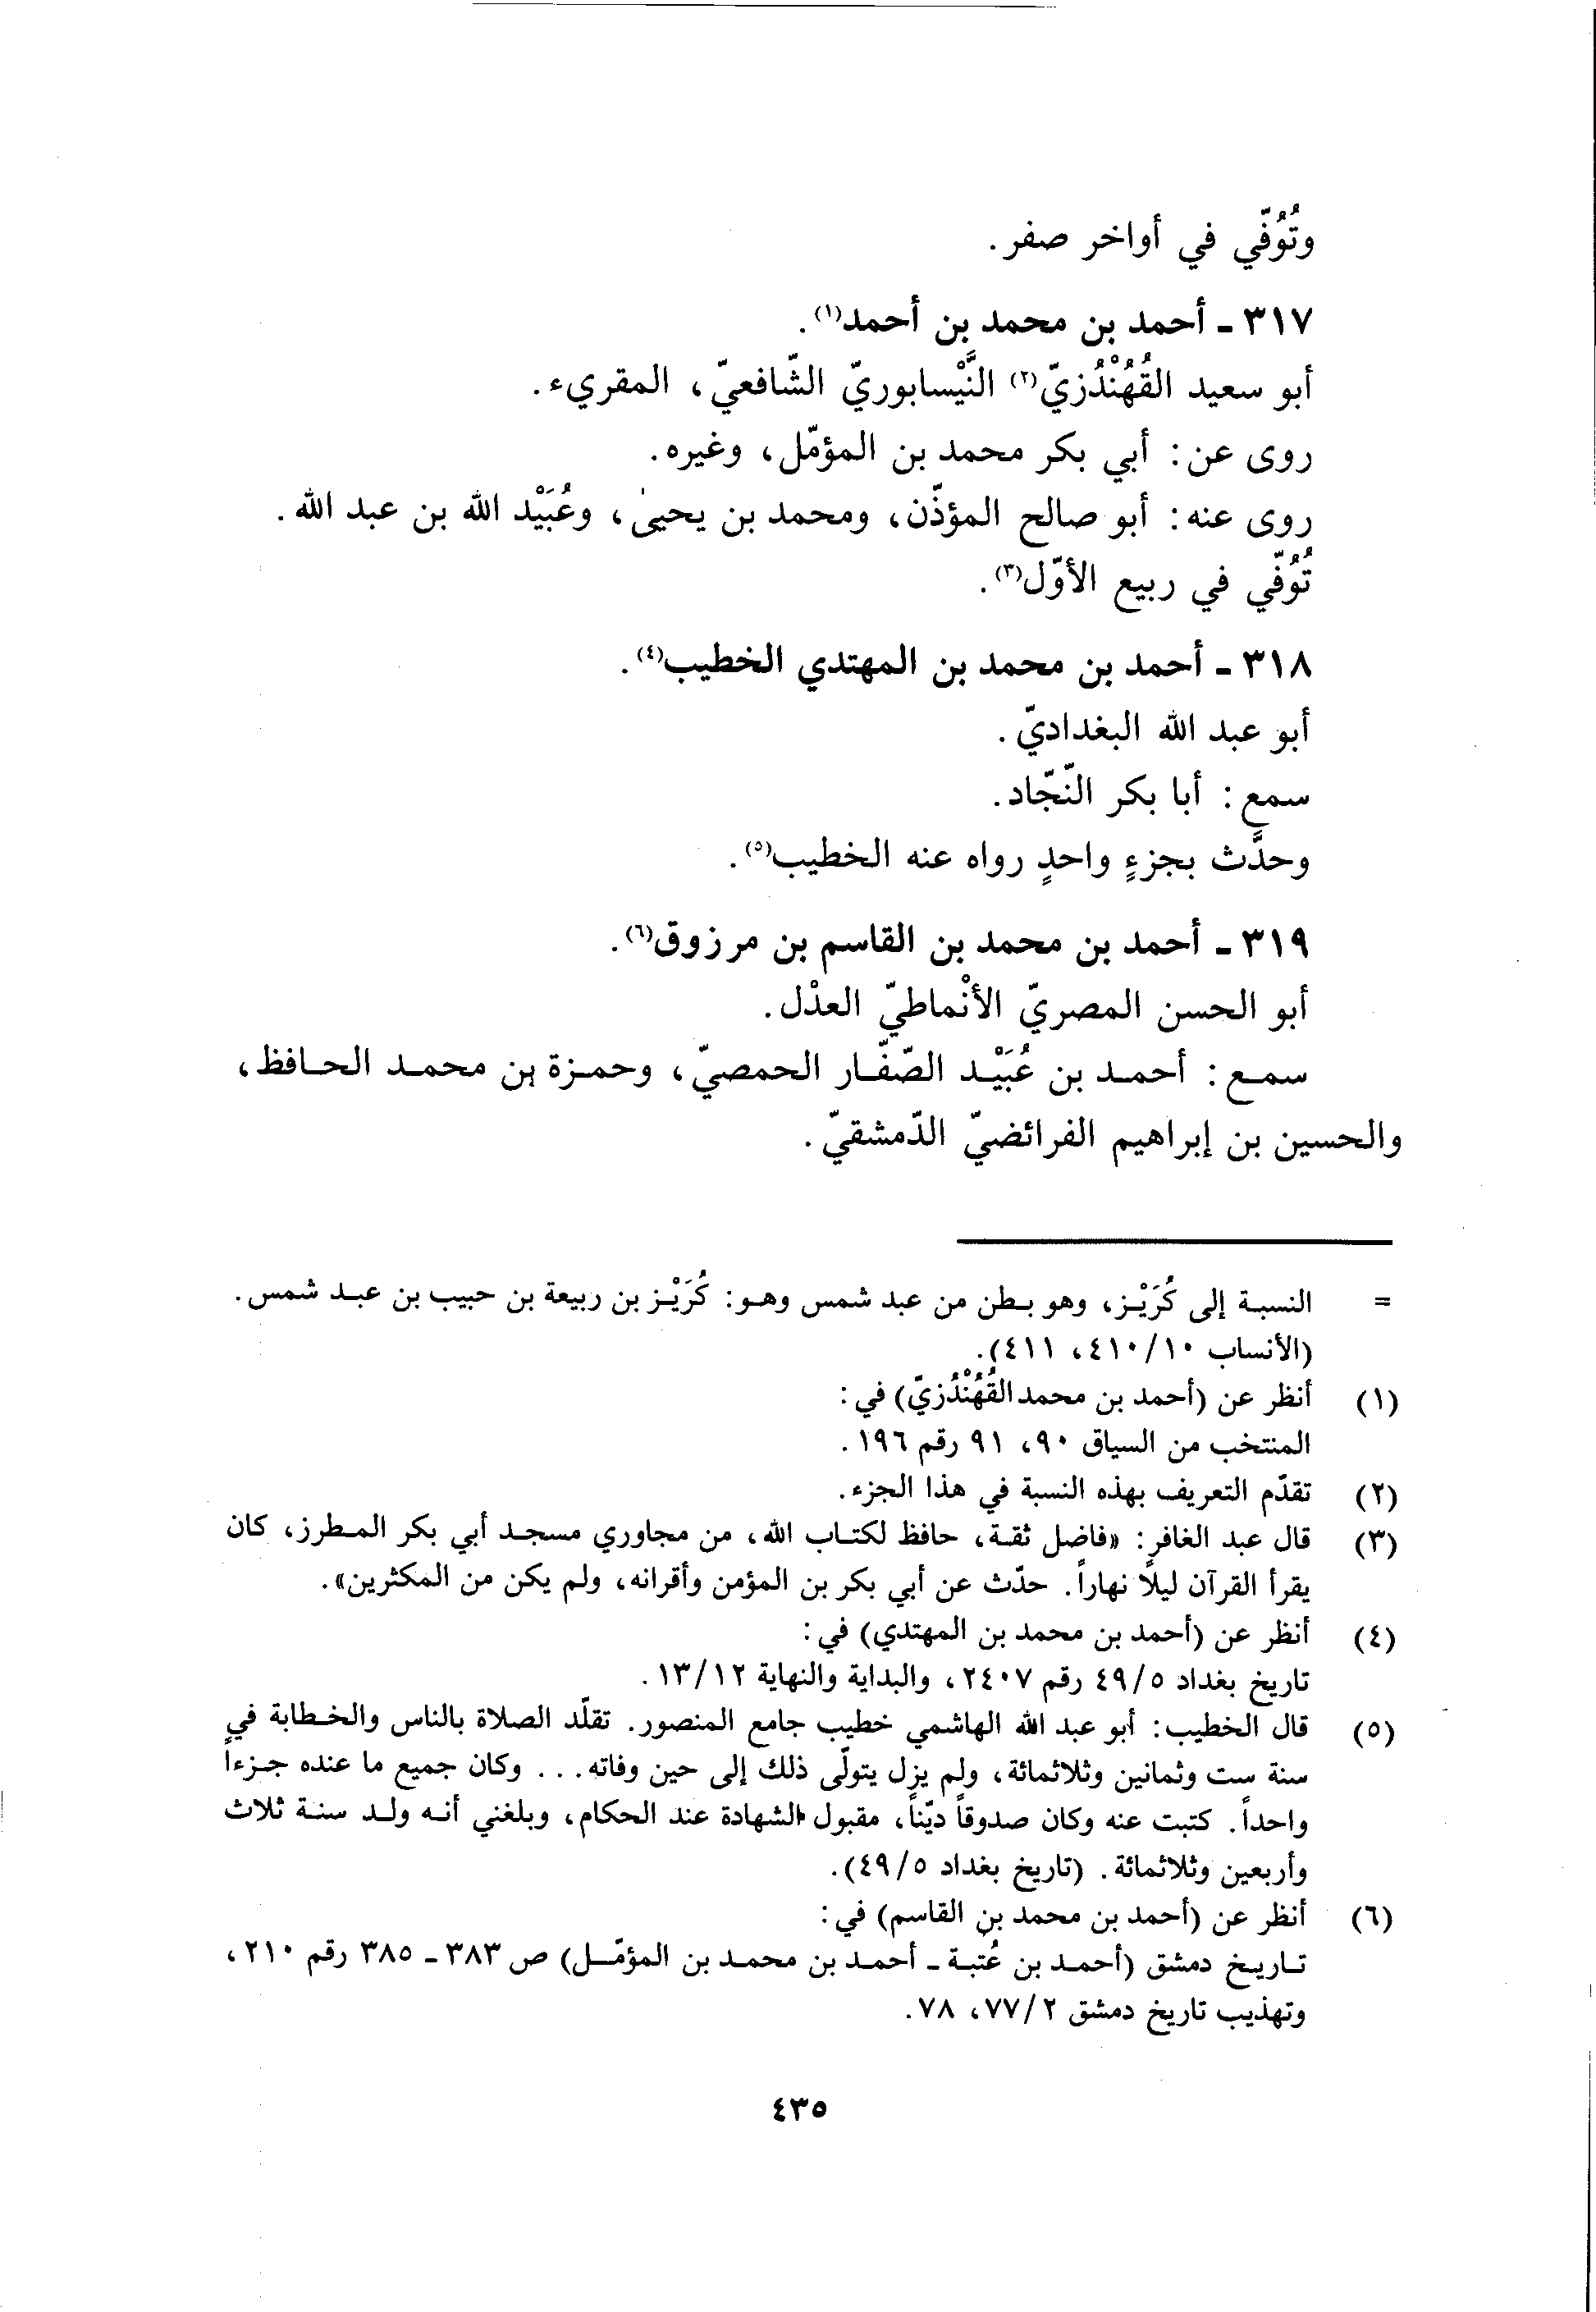 وتُوُفّي في أواخر صفر.
٣١٧ - أحمد بن محمد بن أحمد(١).
أبو سعيد القُهُنْدُزيّ(٢) النَّيْسابوريّ الشّافعيّ، المقريء.
روى عن: أبي بكر محمد بن المؤمّل، وغيره.
روى عنه: أبو صالح المؤذّن، ومحمد بن يحيىٰ، وعُبَيْد الله بن عبد الله.
تُوُفّي في ربيع الأوّل(٣).
٣١٨ - أحمد بن محمد بن المهتدي الخطيب(٤).
أبو عبد الله البغداديّ.
سمع: أبا بكر النّجّاد.
وحدَّث بجزءٍ واحدٍ رواه عنه الخطيب(٥).
٣١٩ - أحمد بن محمد بن القاسم بن مرزوق(٦).
أبو الحسن المصريّ الأنْماطيّ العدْل.
سمع: أحمد بن عُبَيْد الصّفّار الحمصيّ، وحمزة بن محمد الحافظ،
والحسين بن إبراهيم الفرائضيّ الدّمشقيّ.
= النسبة إلى كُرَيْز، وهو بطن من عبد شمس وهو: كُرَيْز بن ربيعة بن حبيب بن عبد شمس.
(الأنساب ٤١٠/١٠، ٤١١).
(١) أنظر عن (أحمد بن محمد القُهُنْدُزيّ) في:
المنتخب من السياق ٩٠، ٩١ رقم ١٩٦.
(٢) تقدّم التعريف بهذه النسبة في هذا الجزء.
(٣) قال عبد الغافر: «فاضل ثقة، حافظ لكتاب الله، من مجاوري مسجد أبي بكر المطرز، كان
يقرأ القرآن ليلاً نهاراً. حدّث عن أبي بكر بن المؤمن وأقرانه، ولم يكن من المكثرين».
(٤) أنظر عن (أحمد بن محمد بن المهتدي) في:
تاريخ بغداد ٤٩/٥ رقم ٢٤٠٧، والبداية والنهاية ١٣/١٢.
(٥) قال الخطيب: أبو عبد الله الهاشمي خطيب جامع المنصور. تقلّد الصلاة بالناس والخطابة في
سنة ست وثمانين وثلاثمائة، ولم يزل يتولّى ذلك إلى حين وفاته... وكان جميع ما عنده جزءاً
واحداً. كتبت عنه وكان صدوقاً ديّناً، مقبول الشهادة عند الحكام، وبلغني أنه ولد سنة ثلاث
وأربعين وثلاثمائة. (تاريخ بغداد ٤٩/٥).
(٦) أنظر عن (أحمد بن محمد بن القاسم) في:
تاريخ دمشق (أحمد بن عُتبة - أحمد بن محمد بن المؤمّل) ص ٣٨٣ - ٣٨٥ رقم ٢١٠،
وتهذيب تاريخ دمشق ٧٧/٢، ٧٨.
٤٣٥